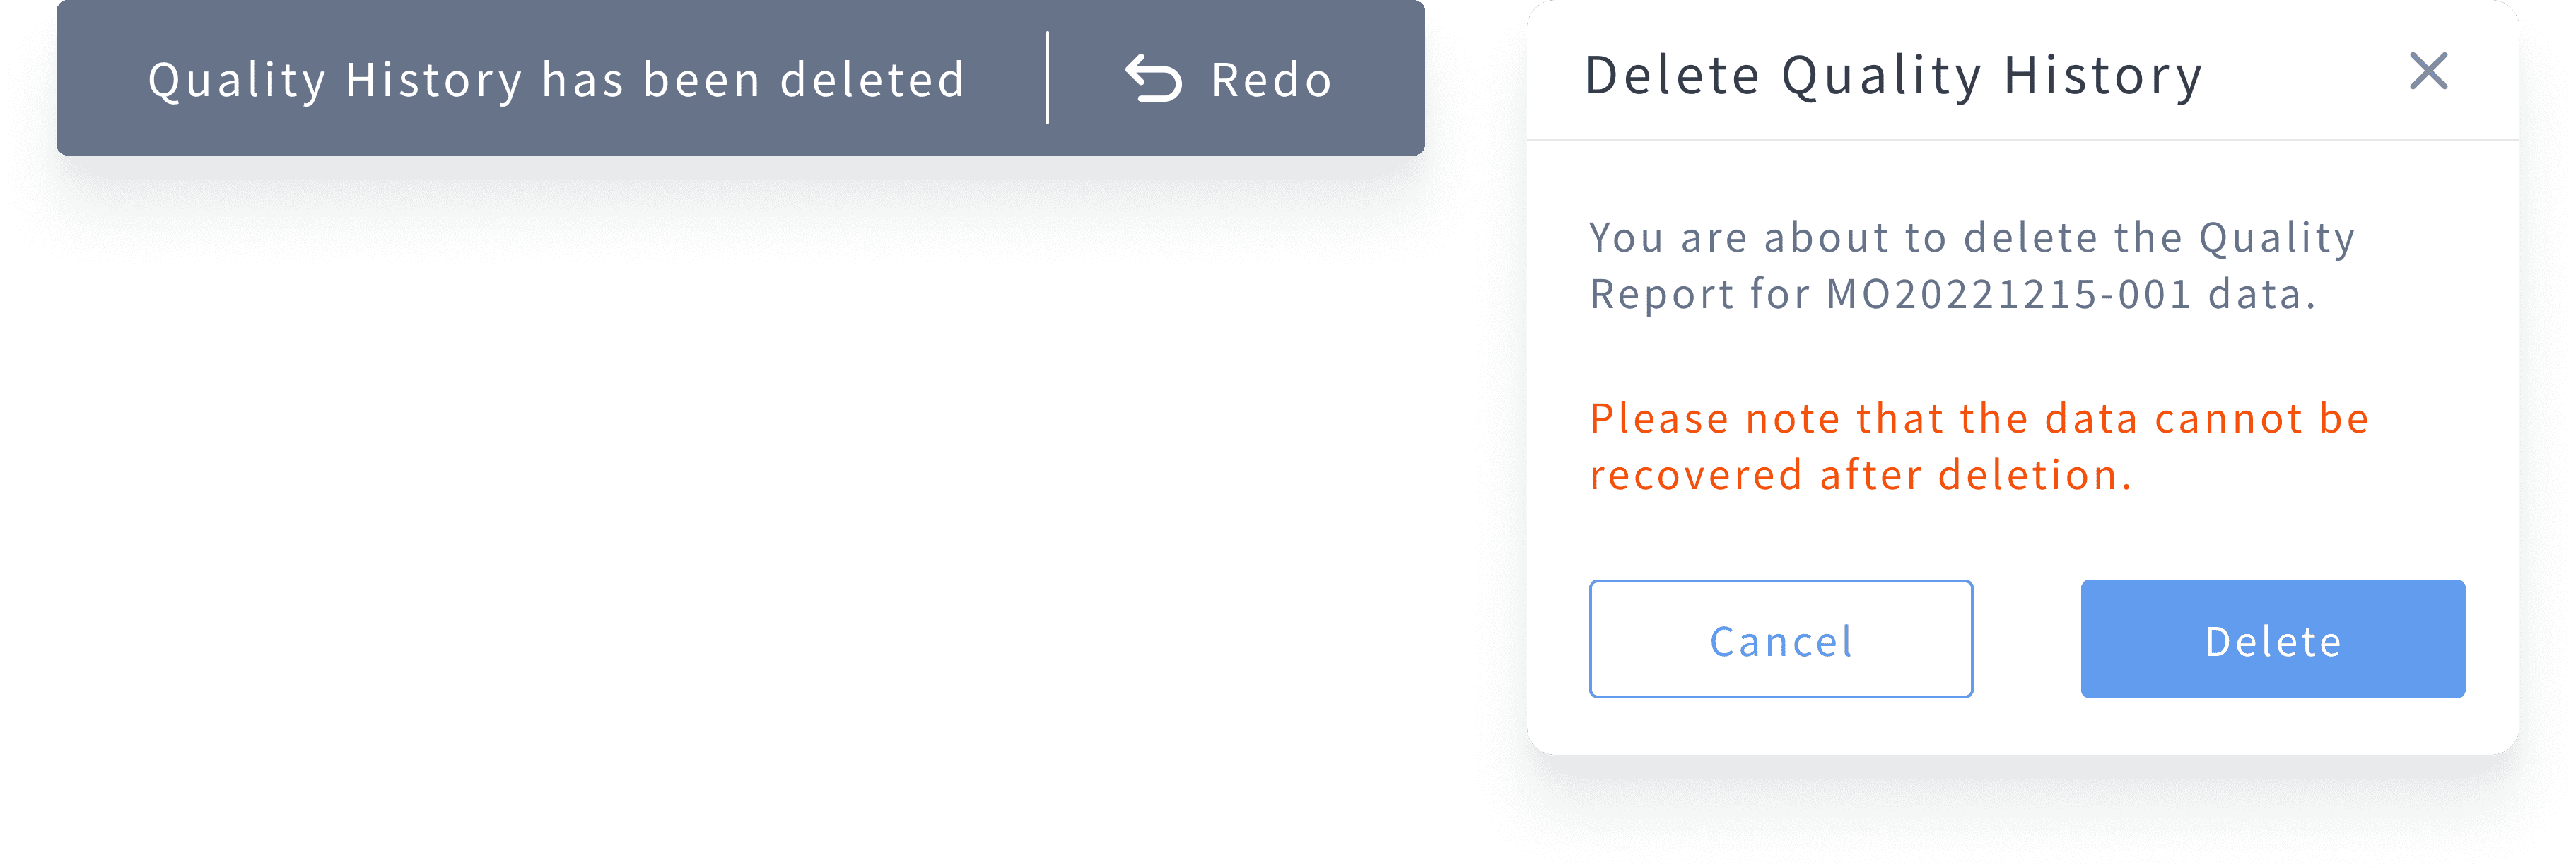 Quality History has been deleted
Redo
Delete Quality History
You are about to delete the Quality
Report for MO20221215-001 data.
Please note that the data cannot be
recovered after deletion.
Cancel
Delete